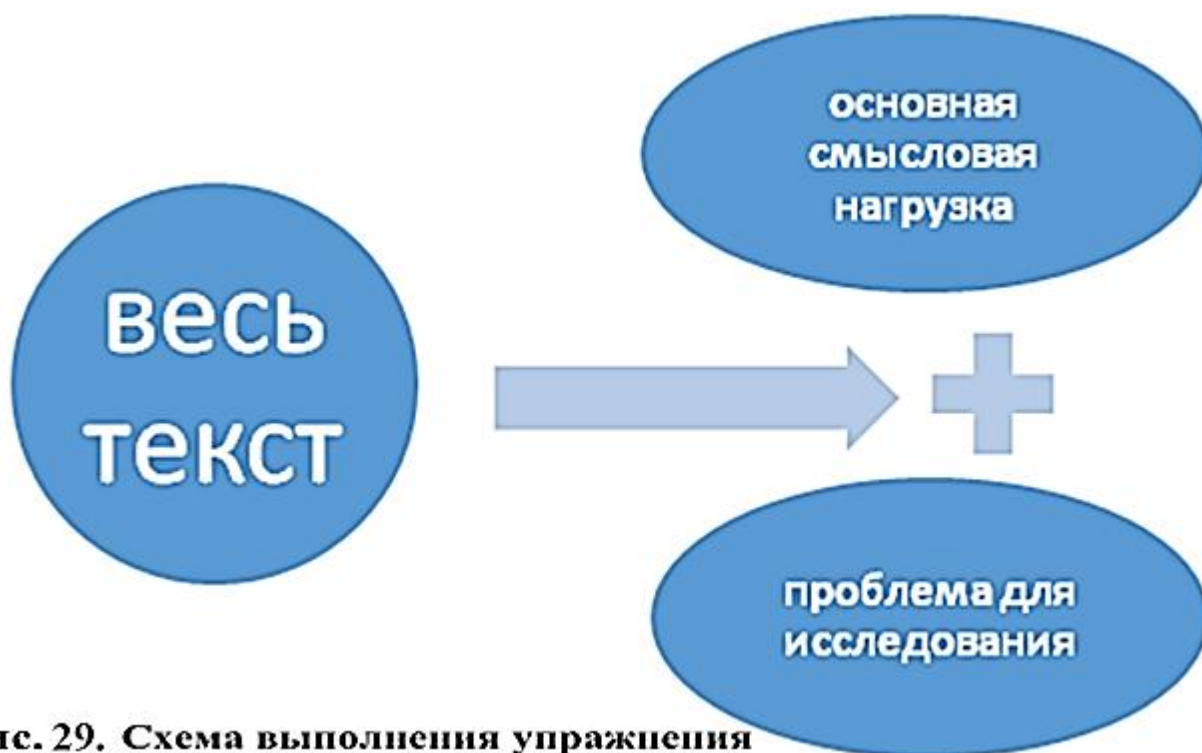 основная
смысловая
нагрузка
весь
текст
проблема для
исследования
ис. 29. Схема выполнения упражнения